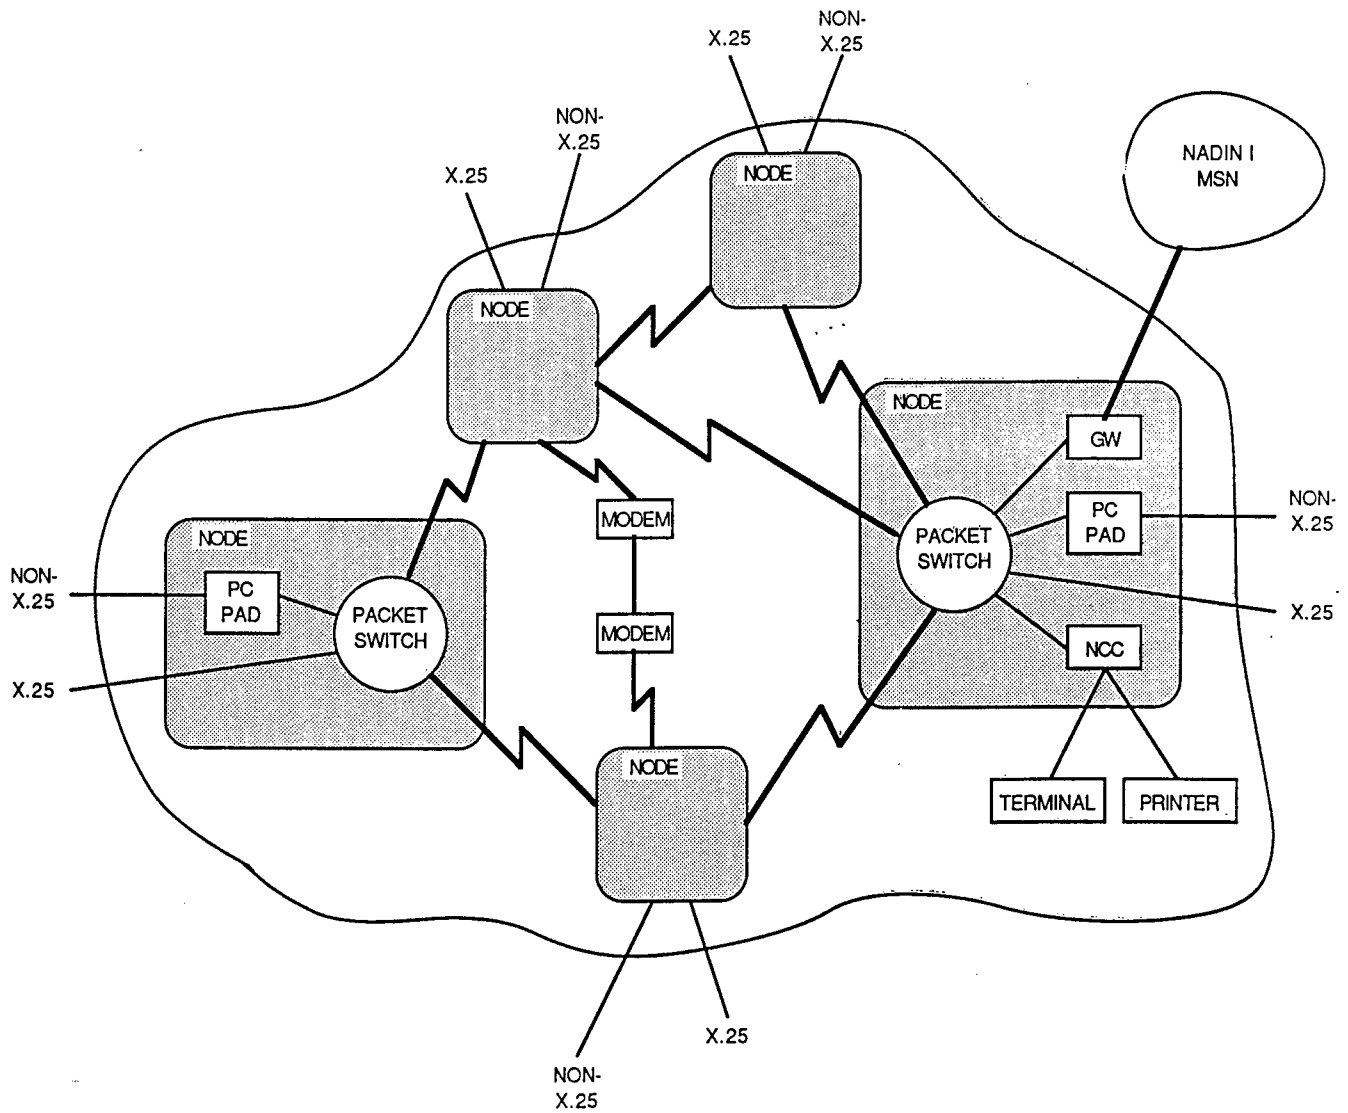 NON-
X.25
X.25
NON-
X.25
X.25
NODE
NADIN I
MSN
NODE
NODE
GW
MODEM
PC
PAD
NON-
X.25
PACKET
SWITCH
NODE
NON-
X.25
PC
PAD
PACKET
SWITCH
X.25
MODEM
NCC
X.25
NODE
TERMINAL
PRINTER
X.25
NON-
X.25